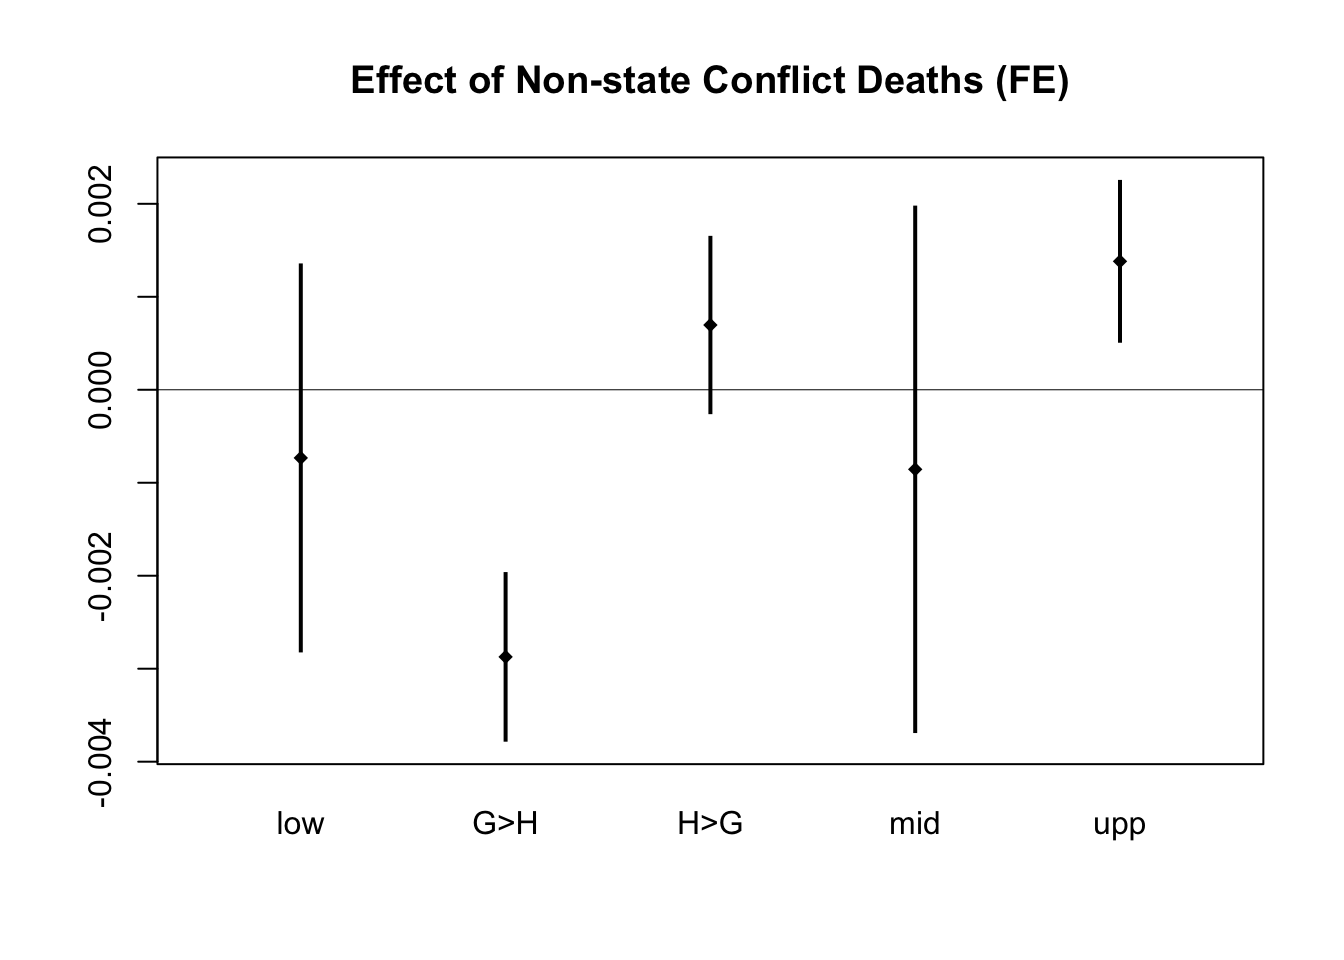 Effect of Non-state Conflict Deaths (FE)
0.002
0.000
-0.002
-0.004
low G>H H>G mid upp